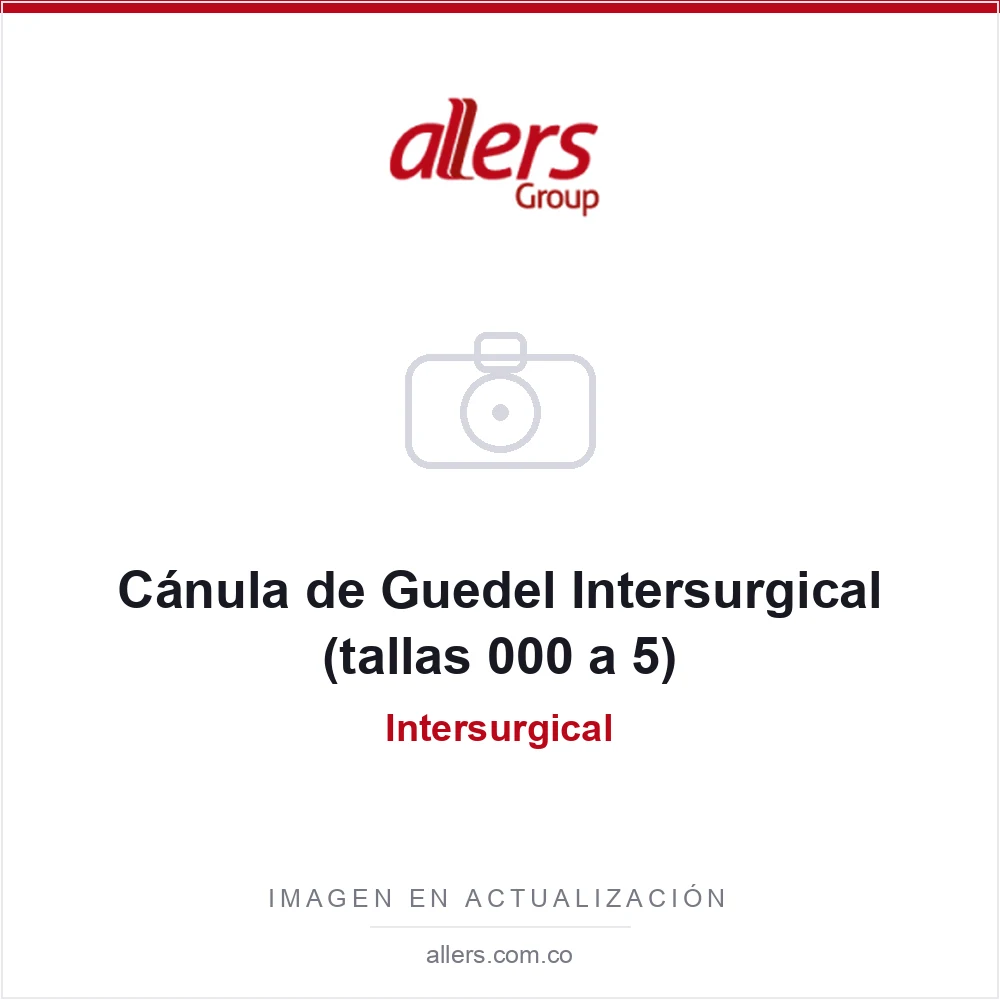 allers
Group
Cánula de Guedel Intersurgical
(tallas 000 a 5)
Intersurgical
IMAGEN EN ACTUALIZACIÓN
allers.com.co